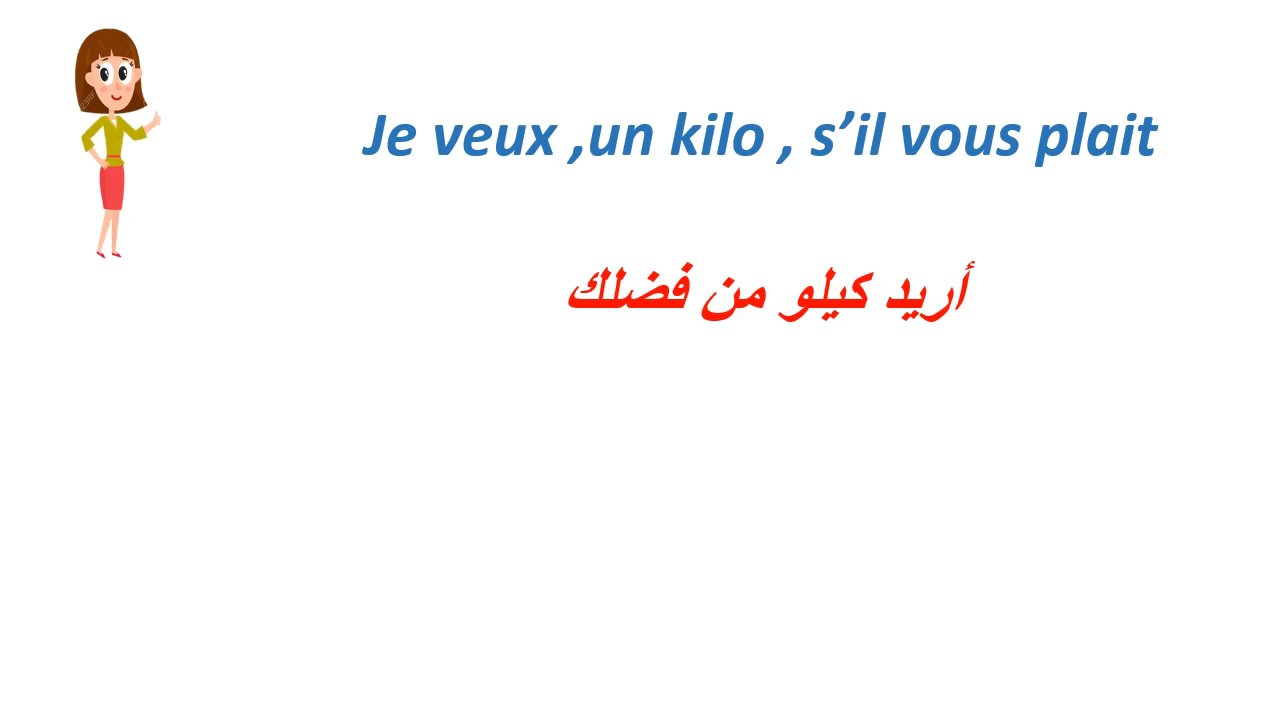 Je veux ,un kilo , s’il vous plait
أريد كيلو من فضلك